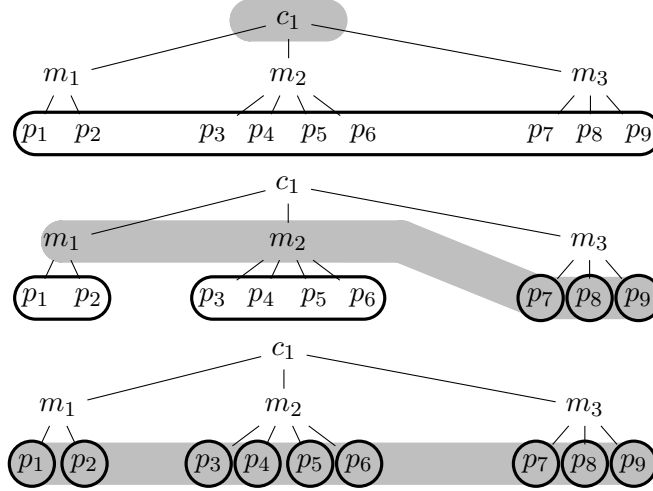 c₁
m₁ m₂ m₃
p₁ p₂ p₃ p₄ p₅ p₆ p₇ p₈ p₉
c₁
m₁ m₂ m₃
p₁ p₂ p₃ p₄ p₅ p₆ p₇ p₈ p₉
c₁
m₁ m₂ m₃
p₁ p₂ p₃ p₄ p₅ p₆ p₇ p₈ p₉